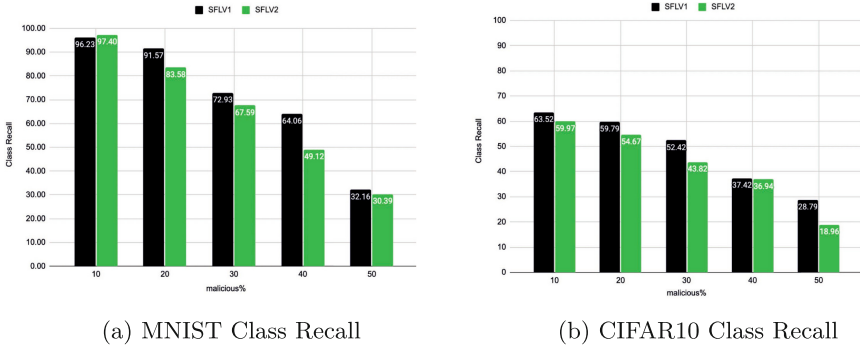 SFLV1 SFLV2
Class Recall
100.00
90.00
80.00
70.00
60.00
50.00
40.00
30.00
20.00
10.00
0.00
96.23 97.40 91.57 83.58 72.93 67.59 64.06 49.12 32.16 30.39
10 20 30 40 50
malicious%
(a) MNIST Class Recall
SFLV1 SFLV2
Class Recall
100
90
80
70
60
50
40
30
20
10
0
63.52 59.97 59.79 54.67 52.42 43.82 37.42 36.94 28.79 18.96
10 20 30 40 50
malicious%
(b) CIFAR10 Class Recall